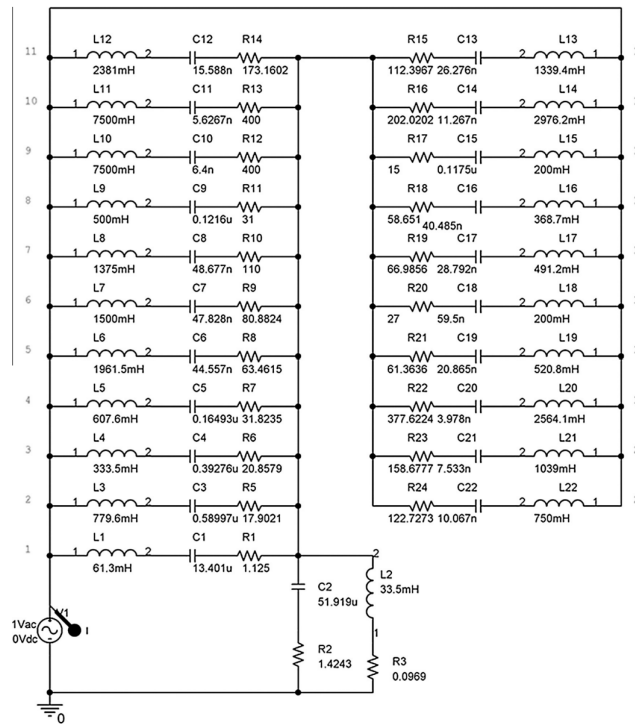 L12 C12 R14 R15 C13 L13
11 1 2 2 1
2381mH 15.588n 173.1602 112.3967 26.276n 1339.4mH
L11 C11 R13 R16 C14 L14
10 1 2 2 1
7500mH 5.6267n 400 202.0202 11.267n 2976.2mH
L10 C10 R12 R17 C15 L15
9 1 2 2 1
7500mH 6.4n 400 15 0.1175u 200mH
L9 C9 R11 R18 C16 L16
8 1 2 2 1
500mH 0.1216u 31 58.651 40.485n 368.7mH
L8 C8 R10 R19 C17 L17
7 1 2 2 1
1375mH 48.677n 110 66.9856 28.792n 491.2mH
L7 C7 R9 R20 C18 L18
6 1 2 2 1
1500mH 47.828n 80.8824 27 59.5n 200mH
L6 C6 R8 R21 C19 L19
5 1 2 2 1
1961.5mH 44.557n 63.4615 61.3636 20.865n 520.8mH
L5 C5 R7 R22 C20 L20
4 1 2 2 1
607.6mH 0.16493u 31.8235 377.6224 3.978n 2564.1mH
L4 C4 R6 R23 C21 L21
3 1 2 2 1
333.5mH 0.39276u 20.8579 158.6777 7.533n 1039mH
L3 C3 R5 R24 C22 L22
2 1 2 2 1
779.6mH 0.58997u 17.9021 122.7273 10.067n 750mH
L1 C1 R1
1 1 2 2
61.3mH 13.401u 1.125
C2 L2
51.919u 33.5mH
V1
1Vac I 1
0Vdc
R2 R3
1.4243 0.0969
0